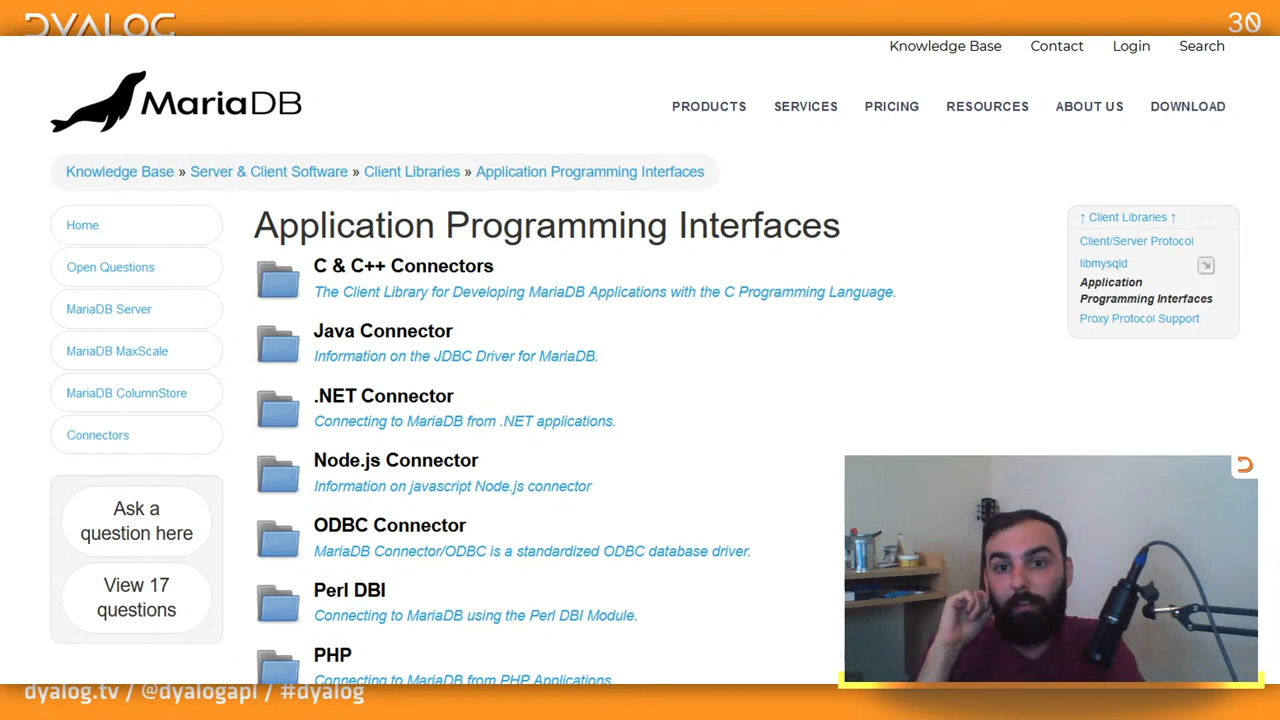 DYALOG
30
Knowledge Base Contact Login Search
MariaDB
PRODUCTS SERVICES PRICING RESOURCES ABOUT US DOWNLOAD
Knowledge Base » Server & Client Software » Client Libraries » Application Programming Interfaces
Home
Open Questions
MariaDB Server
MariaDB MaxScale
MariaDB ColumnStore
Connectors
Ask a
question here
View 17
questions
Application Programming Interfaces
C & C++ Connectors
The Client Library for Developing MariaDB Applications with the C Programming Language.
Java Connector
Information on the JDBC Driver for MariaDB.
.NET Connector
Connecting to MariaDB from .NET applications.
Node.js Connector
Information on javascript Node.js connector
ODBC Connector
MariaDB Connector/ODBC is a standardized ODBC database driver.
Perl DBI
Connecting to MariaDB using the Perl DBI Module.
PHP
Connecting to MariaDB from PHP Applications
↑ Client Libraries ↑
Client/Server Protocol
libmysqld
Application
Programming Interfaces
Proxy Protocol Support
dyalog.tv / @dyalogapl / #dyalog